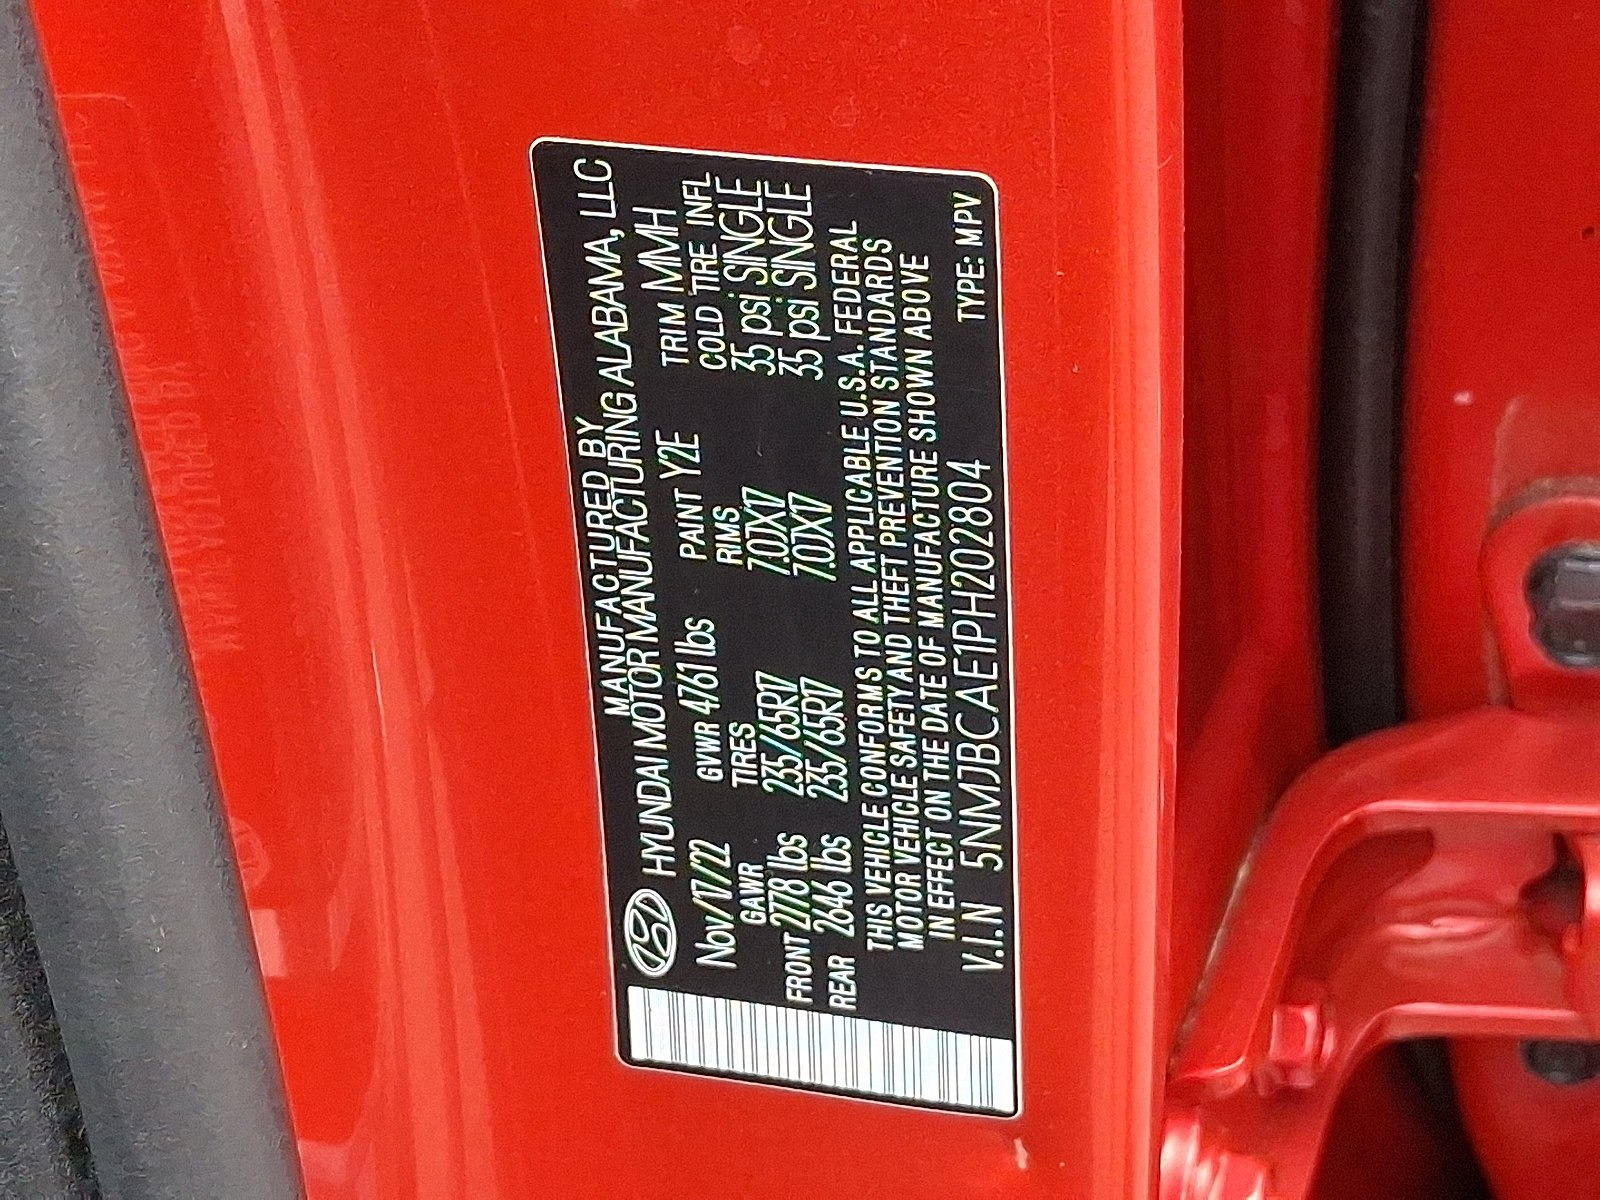 MANUFACTURED BY
HYUNDAI MOTOR MANUFACTURING ALABAMA, LLC
Nov/17/22 GVWR 4761 lbs PAINT Y2E TRIM MMH
GAWR TIRES RIMS COLD TIRE INFL
FRONT 2778 lbs 235/65R17 7.0JX17 35 psi SINGLE
REAR 2646 lbs 235/65R17 7.0JX17 35 psi SINGLE
THIS VEHICLE CONFORMS TO ALL APPLICABLE U.S.A. FEDERAL
MOTOR VEHICLE SAFETY AND THEFT PREVENTION STANDARDS
IN EFFECT ON THE DATE OF MANUFACTURE SHOWN ABOVE
V.I.N 5NMJBCAE1PH202804 TYPE: MPV